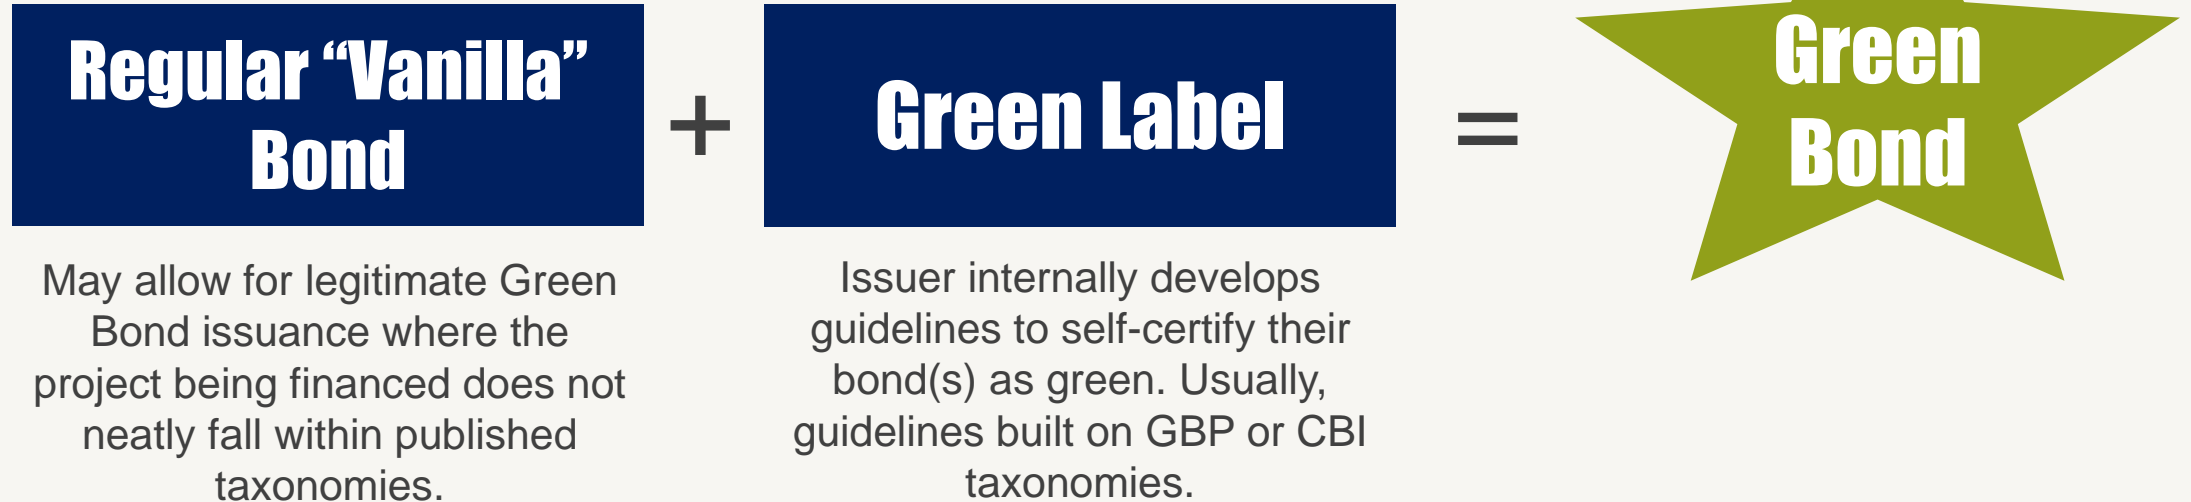 Regular “Vanilla”
Bond
+
Green Label
=
Green
Bond
May allow for legitimate Green
Bond issuance where the
project being financed does not
neatly fall within published
taxonomies.
Issuer internally develops
guidelines to self-certify their
bond(s) as green. Usually,
guidelines built on GBP or CBI
taxonomies.